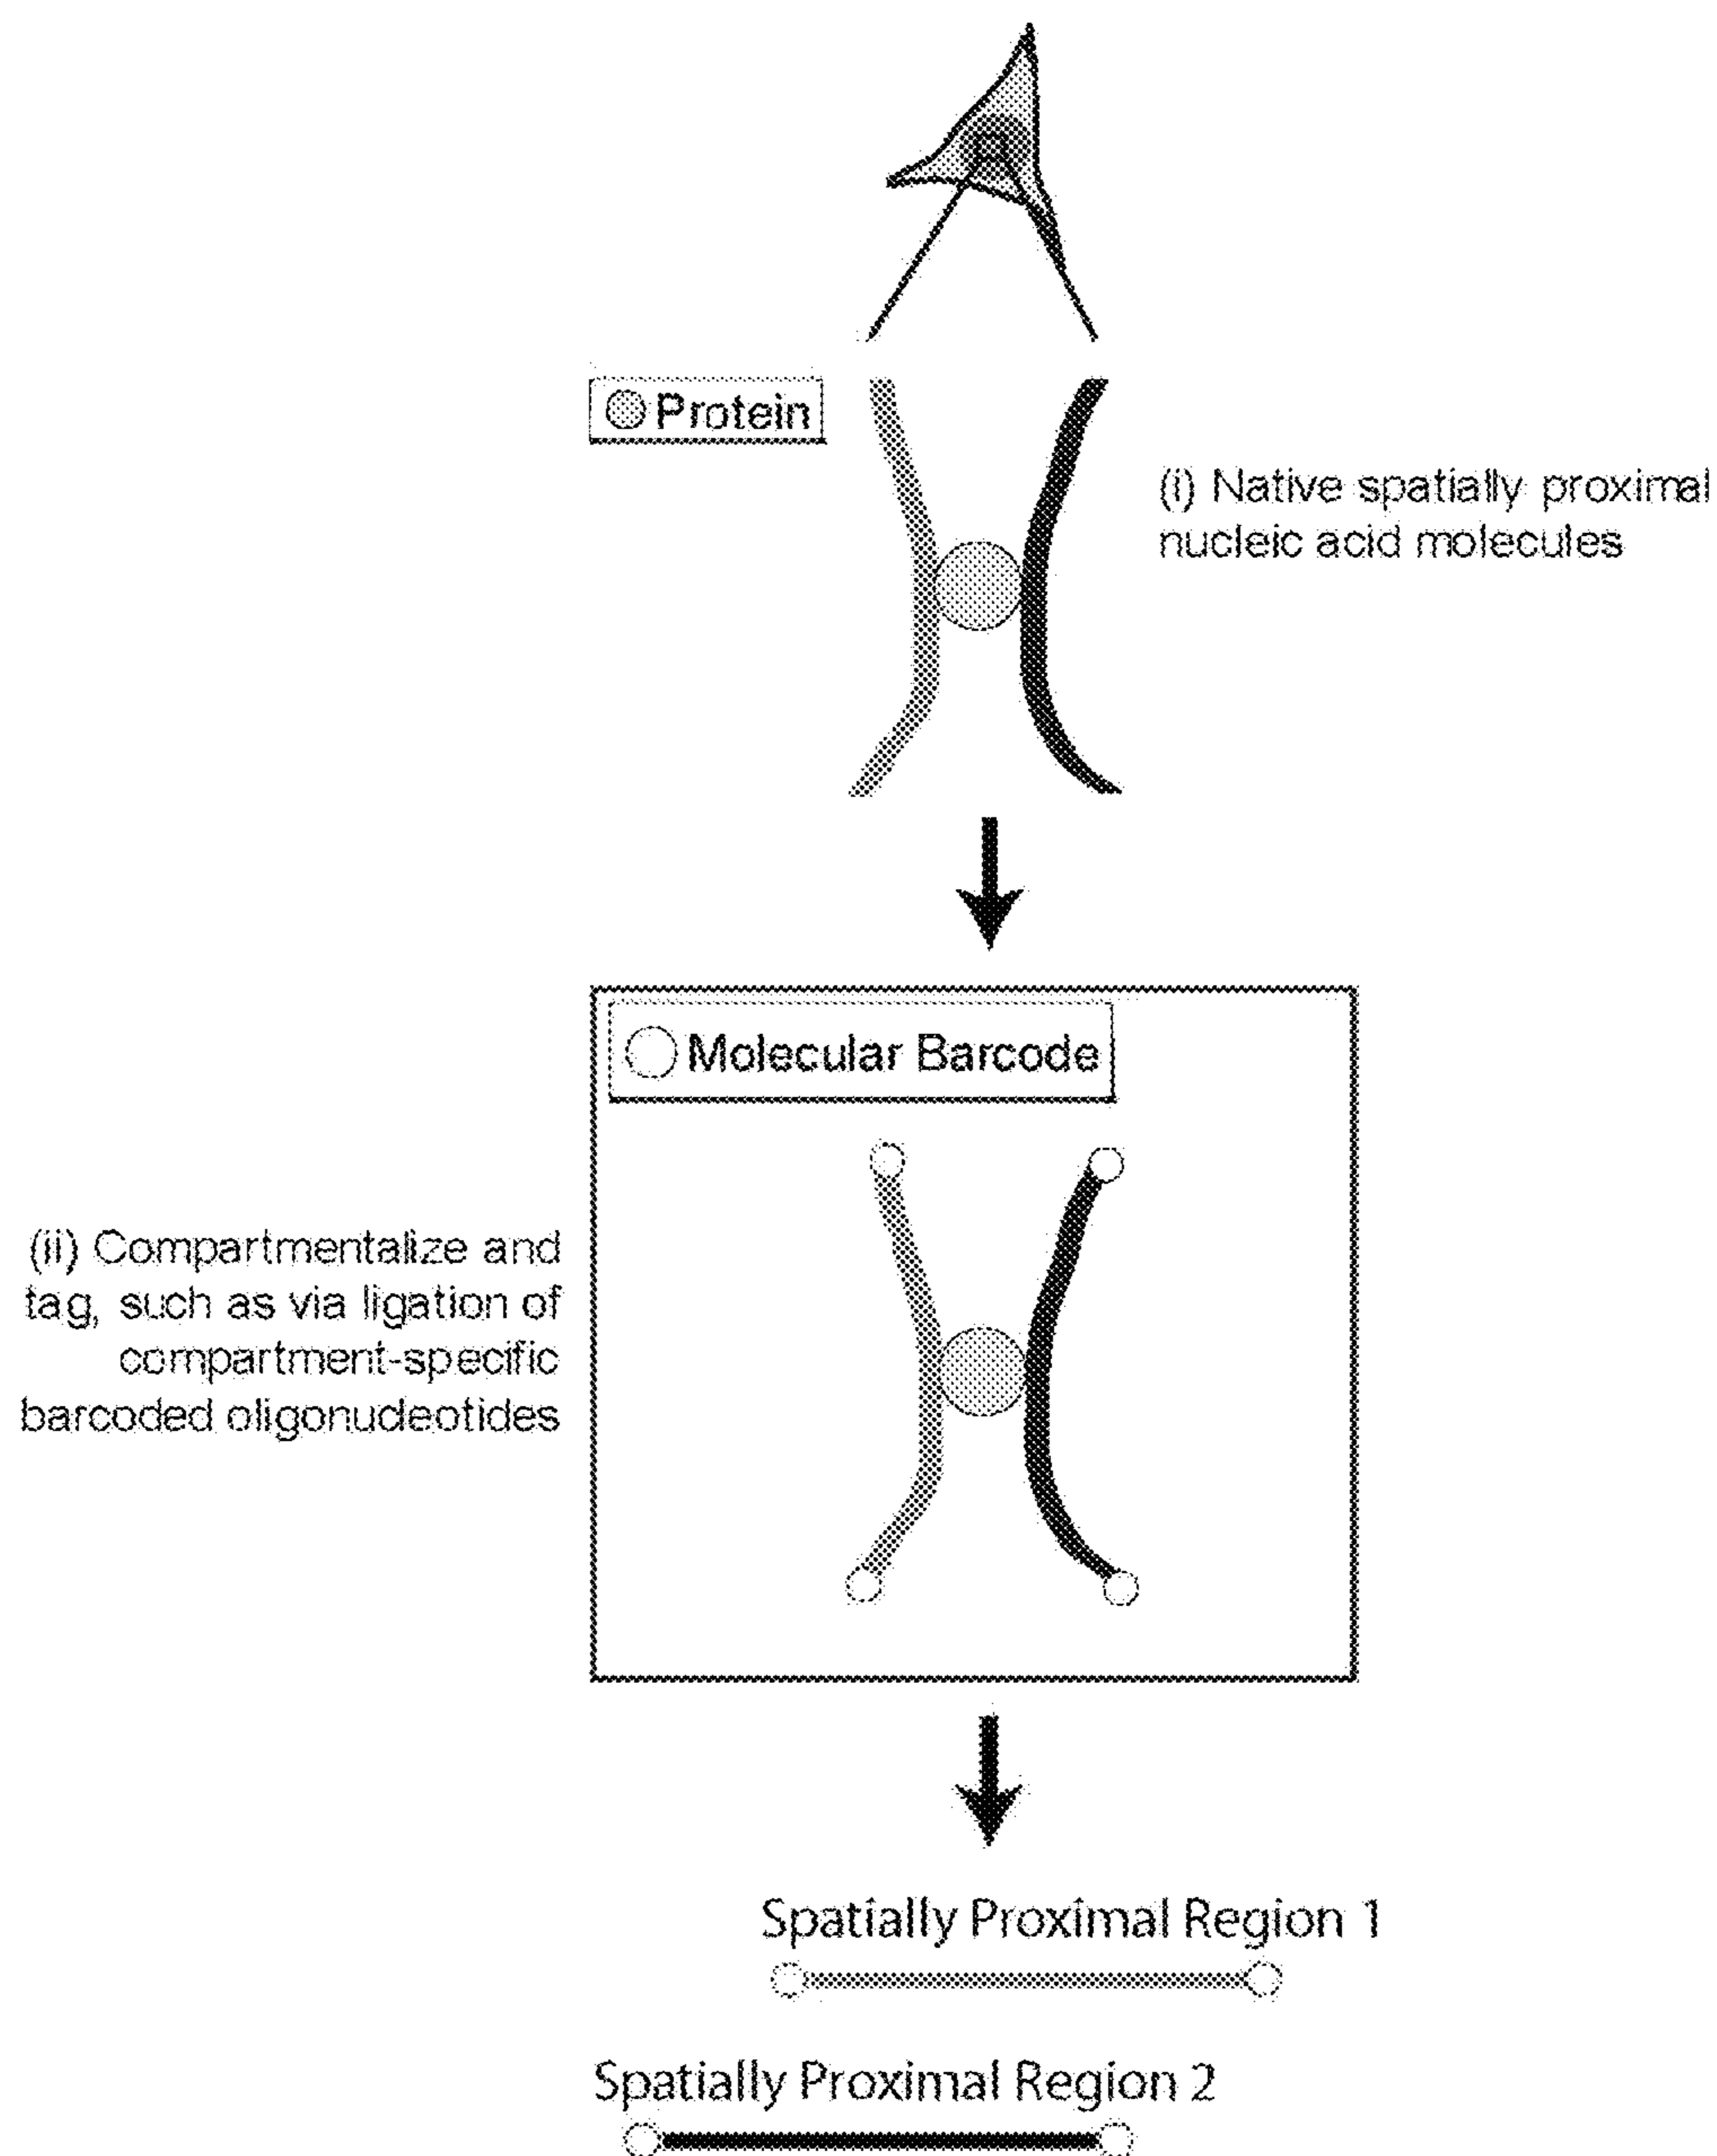 Protein
(i) Native spatially proximal
nucleic acid molecules
Molecular Barcode
(ii) Compartmentalize and
tag, such as via ligation of
compartment-specific
barcoded oligonucleotides
Spatially Proximal Region 1
Spatially Proximal Region 2